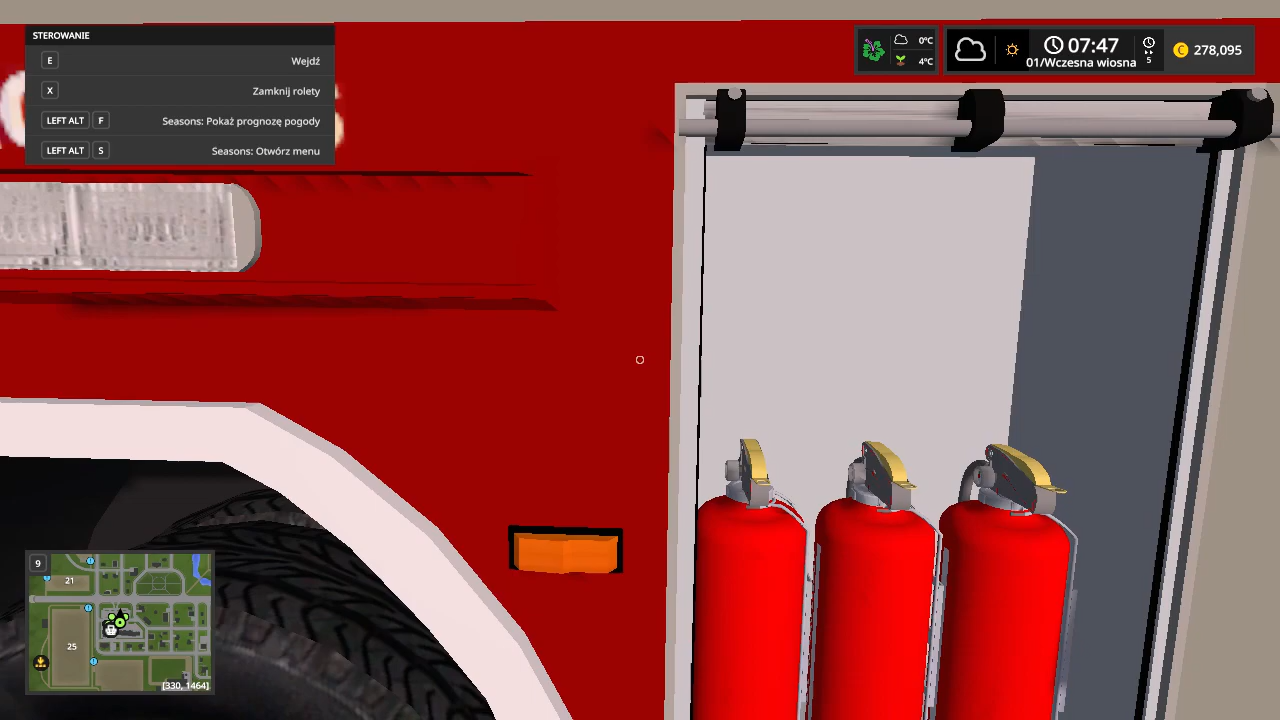 STEROWANIE
E Wejdź
X Zamknij rolety
LEFT ALT F Seasons: Pokaż prognozę pogody
LEFT ALT S Seasons: Otwórz menu
0°C
4°C
07:47
01/Wczesna wiosna
5
278,095
9
21
25
[330, 1464]